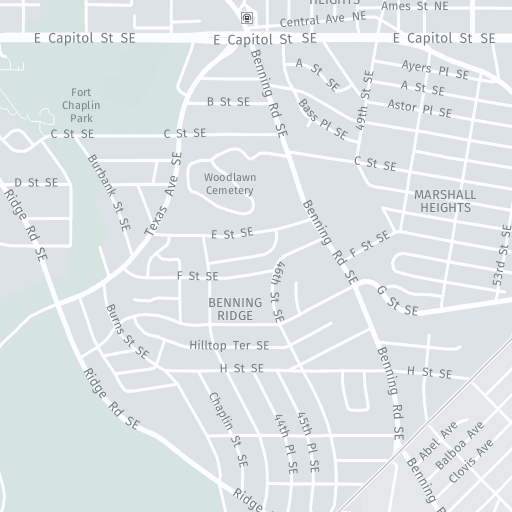 HEIGHTS
Ames St NE
Central Ave NE
E Capitol St SE
E Capitol St SE
E Capitol St SE
Benning Rd SE
A St SE
Ayers Pl SE
A St SE
Astor Pl SE
49th St SE
Bass Pl SE
Fort
Chaplin
Park
B St SE
C St SE
C St SE
C St SE
D St SE
Ridge Rd SE
Burbank St SE
Texas Ave SE
Woodlawn
Cemetery
MARSHALL
HEIGHTS
E St SE
Benning Rd SE
F St SE
53rd St SE
F St SE
46th St SE
G St SE
BENNING
RIDGE
Burns St SE
Hilltop Ter SE
H St SE
H St SE
Benning Rd SE
Ridge Rd SE
Chaplin St SE
44th Pl SE
45th Pl SE
Abel Ave
Balboa Ave
Clovis Ave
Benning R
Ridge